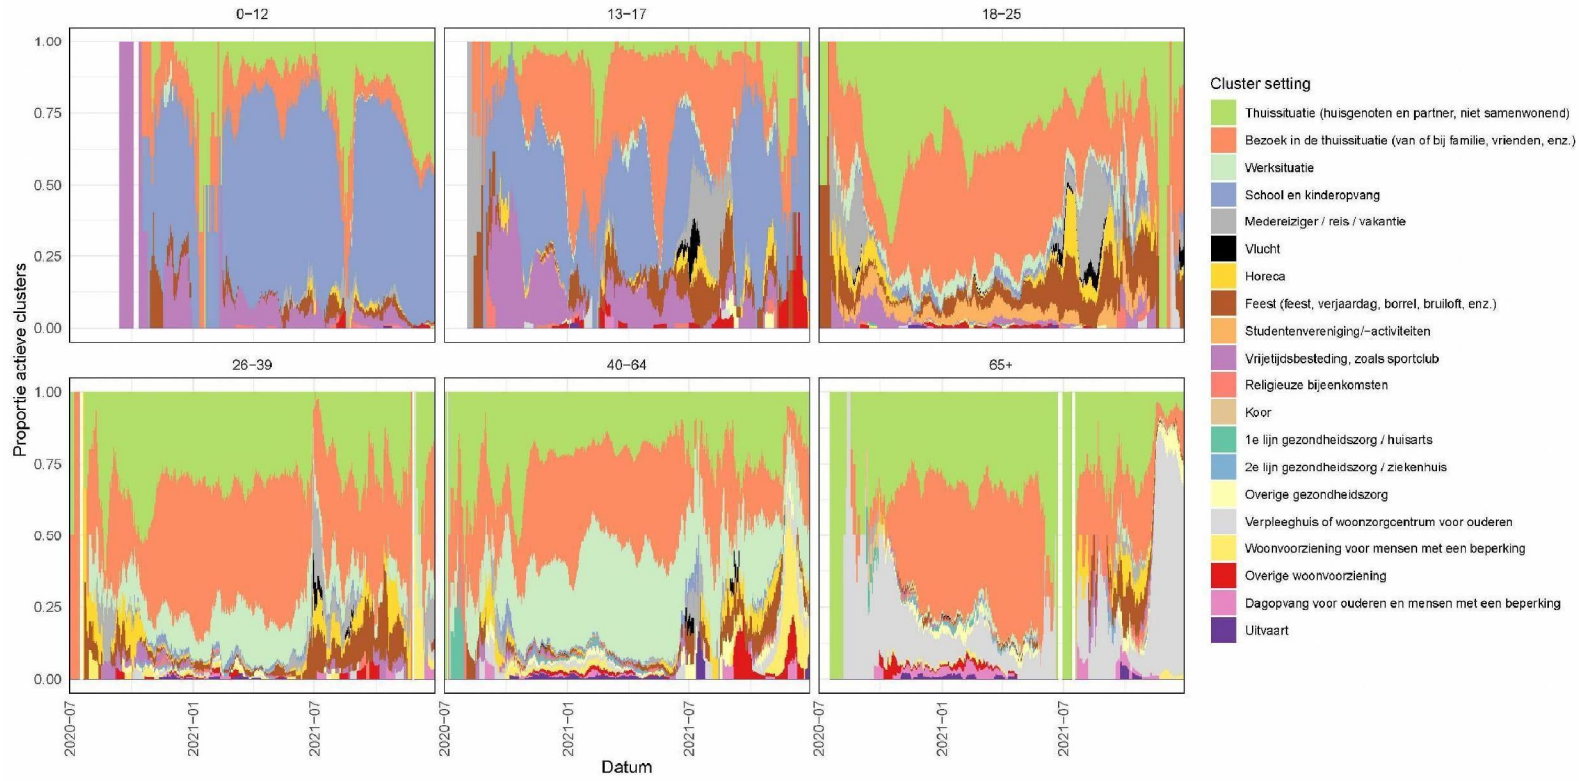 0−12
13−17
18−25
1.00
0.75
0.50
0.25
0.00
26−39
40−64
65+
1.00
0.75
0.50
0.25
0.00
Proportie actieve clusters
2020−07
2021−01
2021−07
2020−07
2021−01
2021−07
2020−07
2021−01
2021−07
Datum
Cluster setting
Thuissituatie (huisgenoten en partner, niet samenwonend)
Bezoek in de thuissituatie (van of bij familie, vrienden, enz.)
Werksituatie
School en kinderopvang
Medereiziger / reis / vakantie
Vlucht
Horeca
Feest (feest, verjaardag, borrel, bruiloft, enz.)
Studentenvereniging/−activiteiten
Vrijetijdsbesteding, zoals sportclub
Religieuze bijeenkomsten
Koor
1e lijn gezondheidszorg / huisarts
2e lijn gezondheidszorg / ziekenhuis
Overige gezondheidszorg
Verpleeghuis of woonzorgcentrum voor ouderen
Woonvoorziening voor mensen met een beperking
Overige woonvoorziening
Dagopvang voor ouderen en mensen met een beperking
Uitvaart